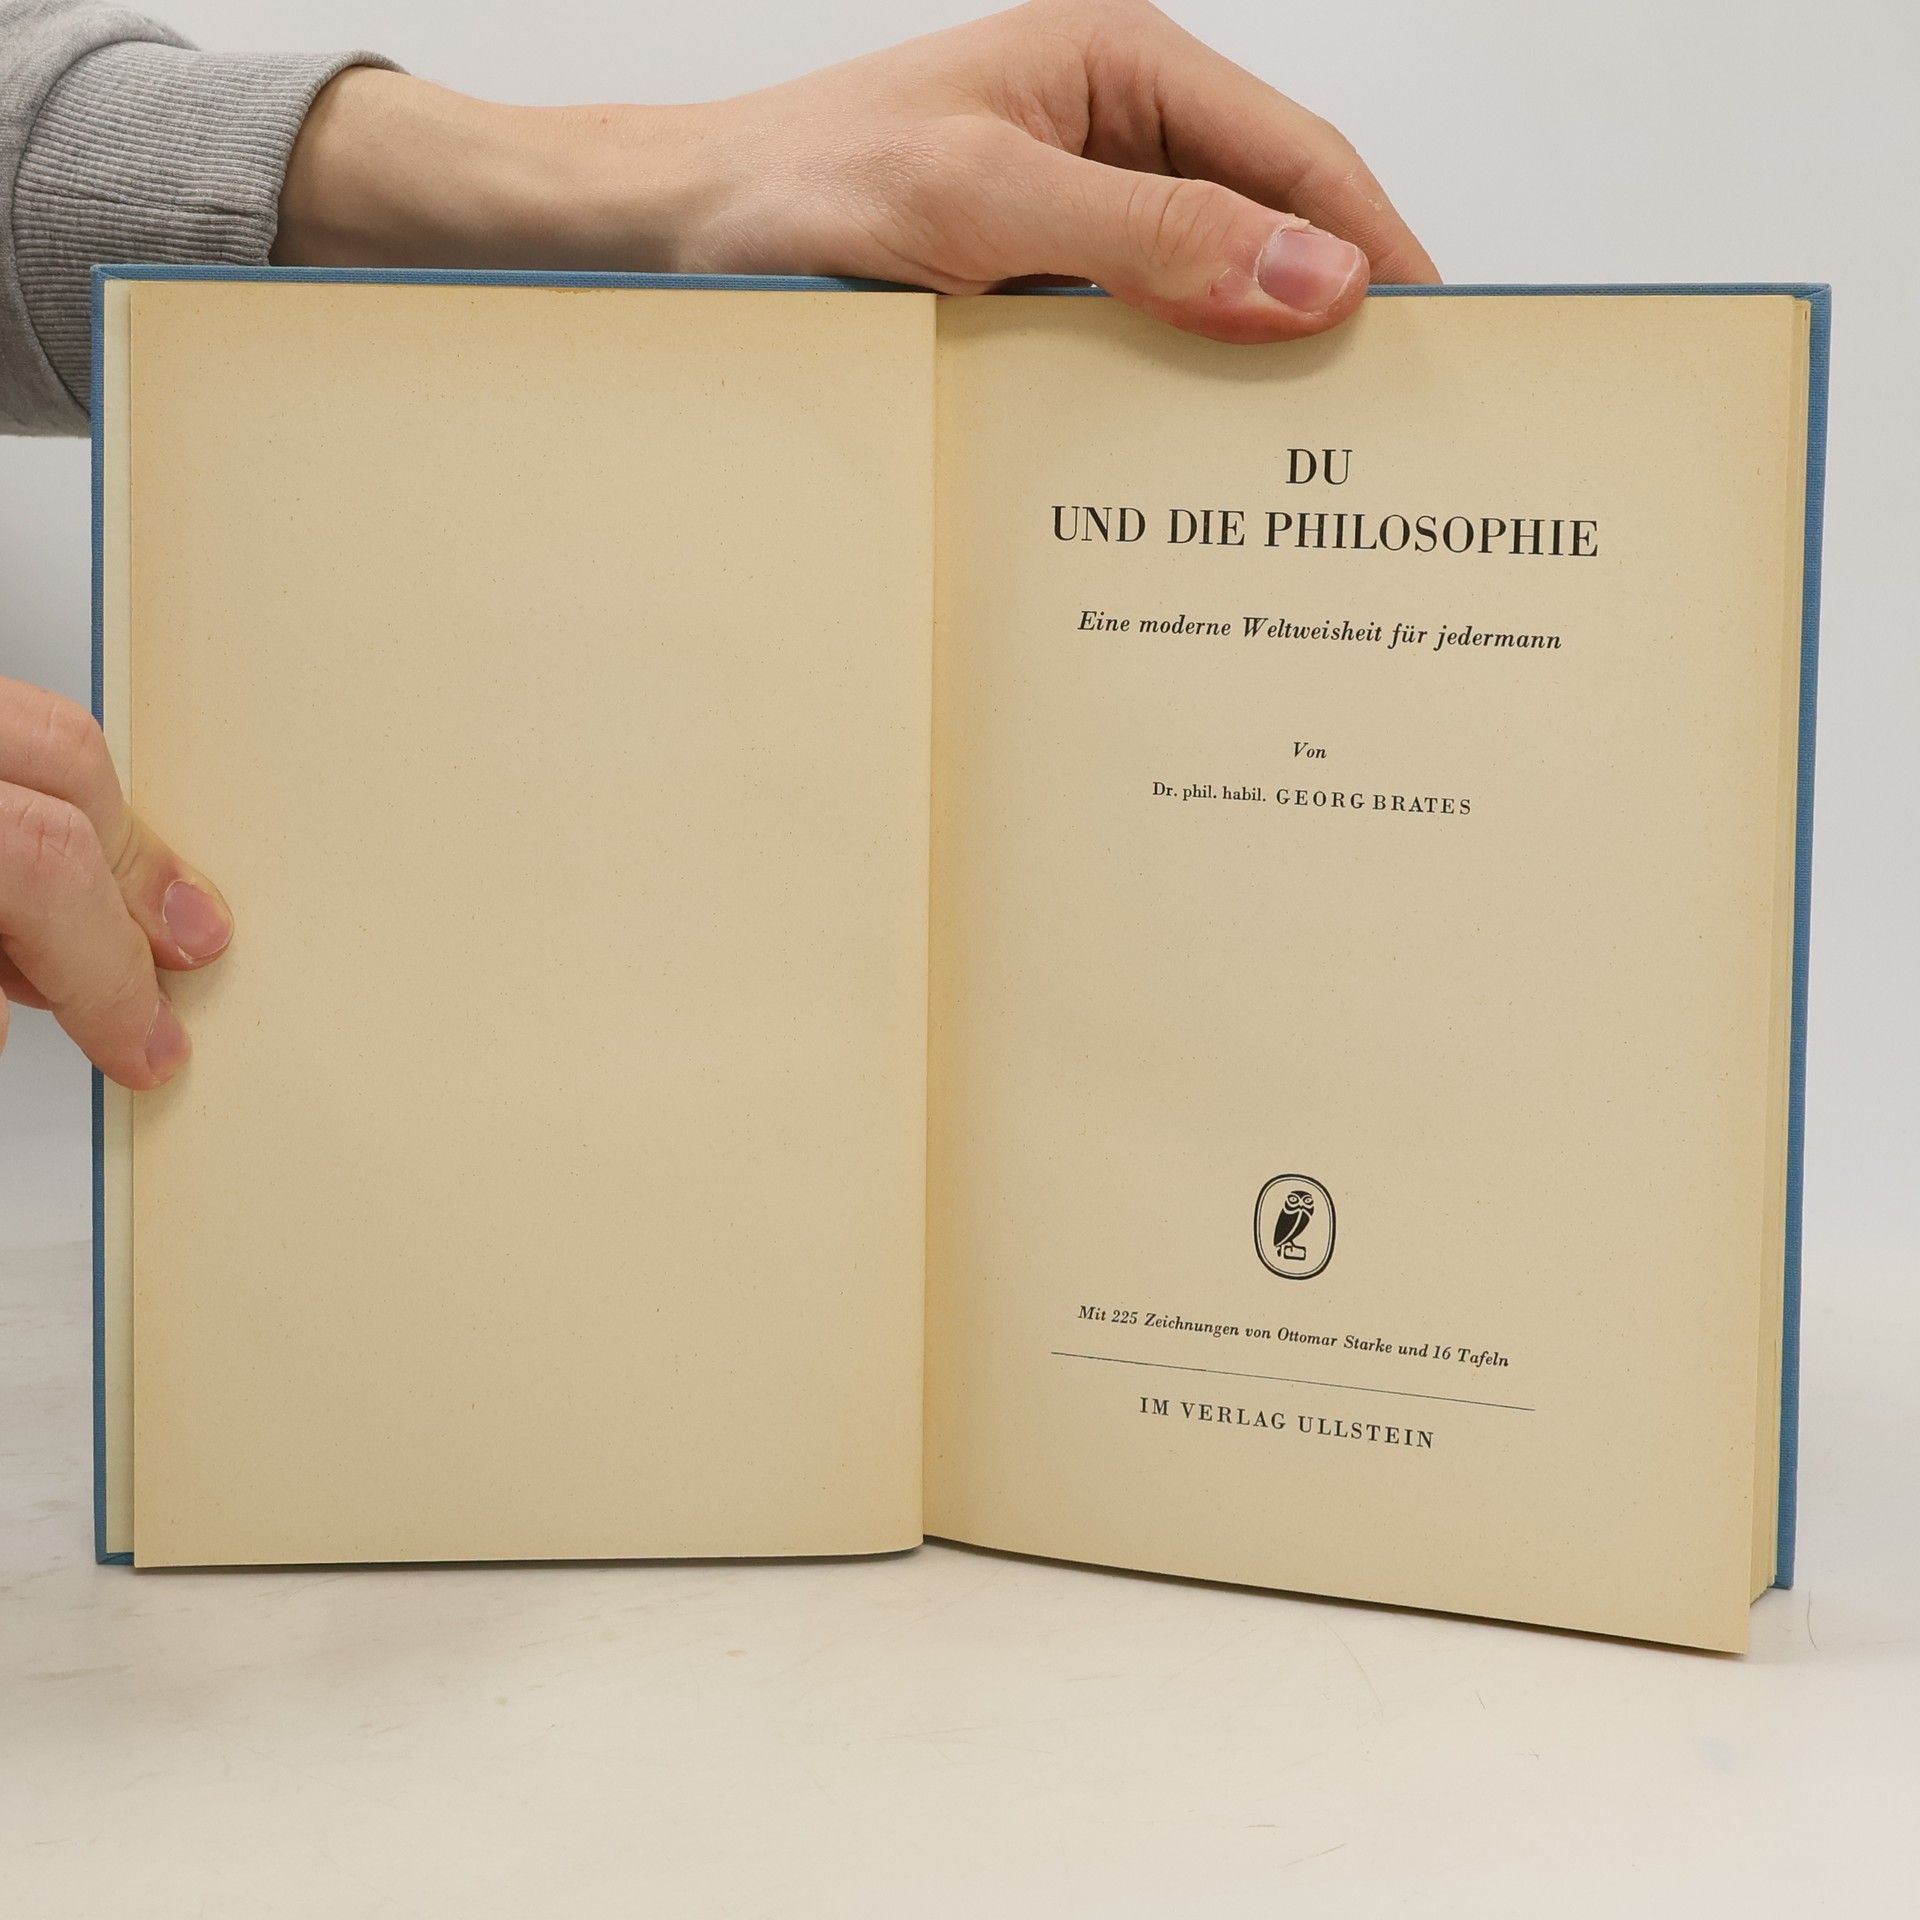 DU
UND DIE PHILOSOPHIE
Eine moderne Weltweisheit für jedermann
Von
Dr. phil. habil. GEORG BRATES
Mit 225 Zeichnungen von Ottomar Starke und 16 Tafeln
IM VERLAG ULLSTEIN